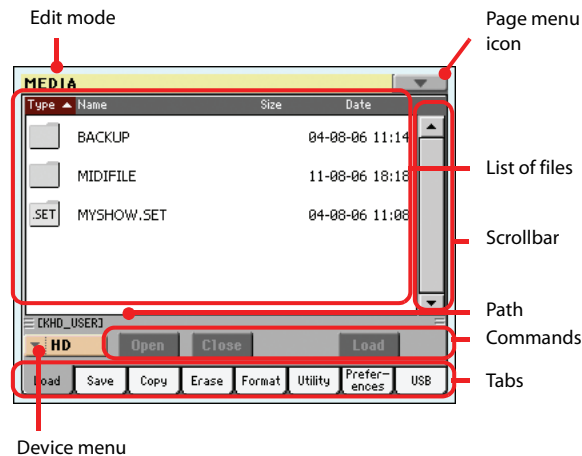 Edit mode
Page menu
icon
MEDIA
Type Name Size Date
BACKUP 04-08-06 11:14
MIDIFILE 11-08-06 18:18
.SET MYSHOW.SET 04-08-06 11:08
List of files
Scrollbar
[KHD_USER]
Path
HD Open Close Load
Commands
Load Save Copy Erase Format Utility Prefer-
ences USB
Tabs
Device menu